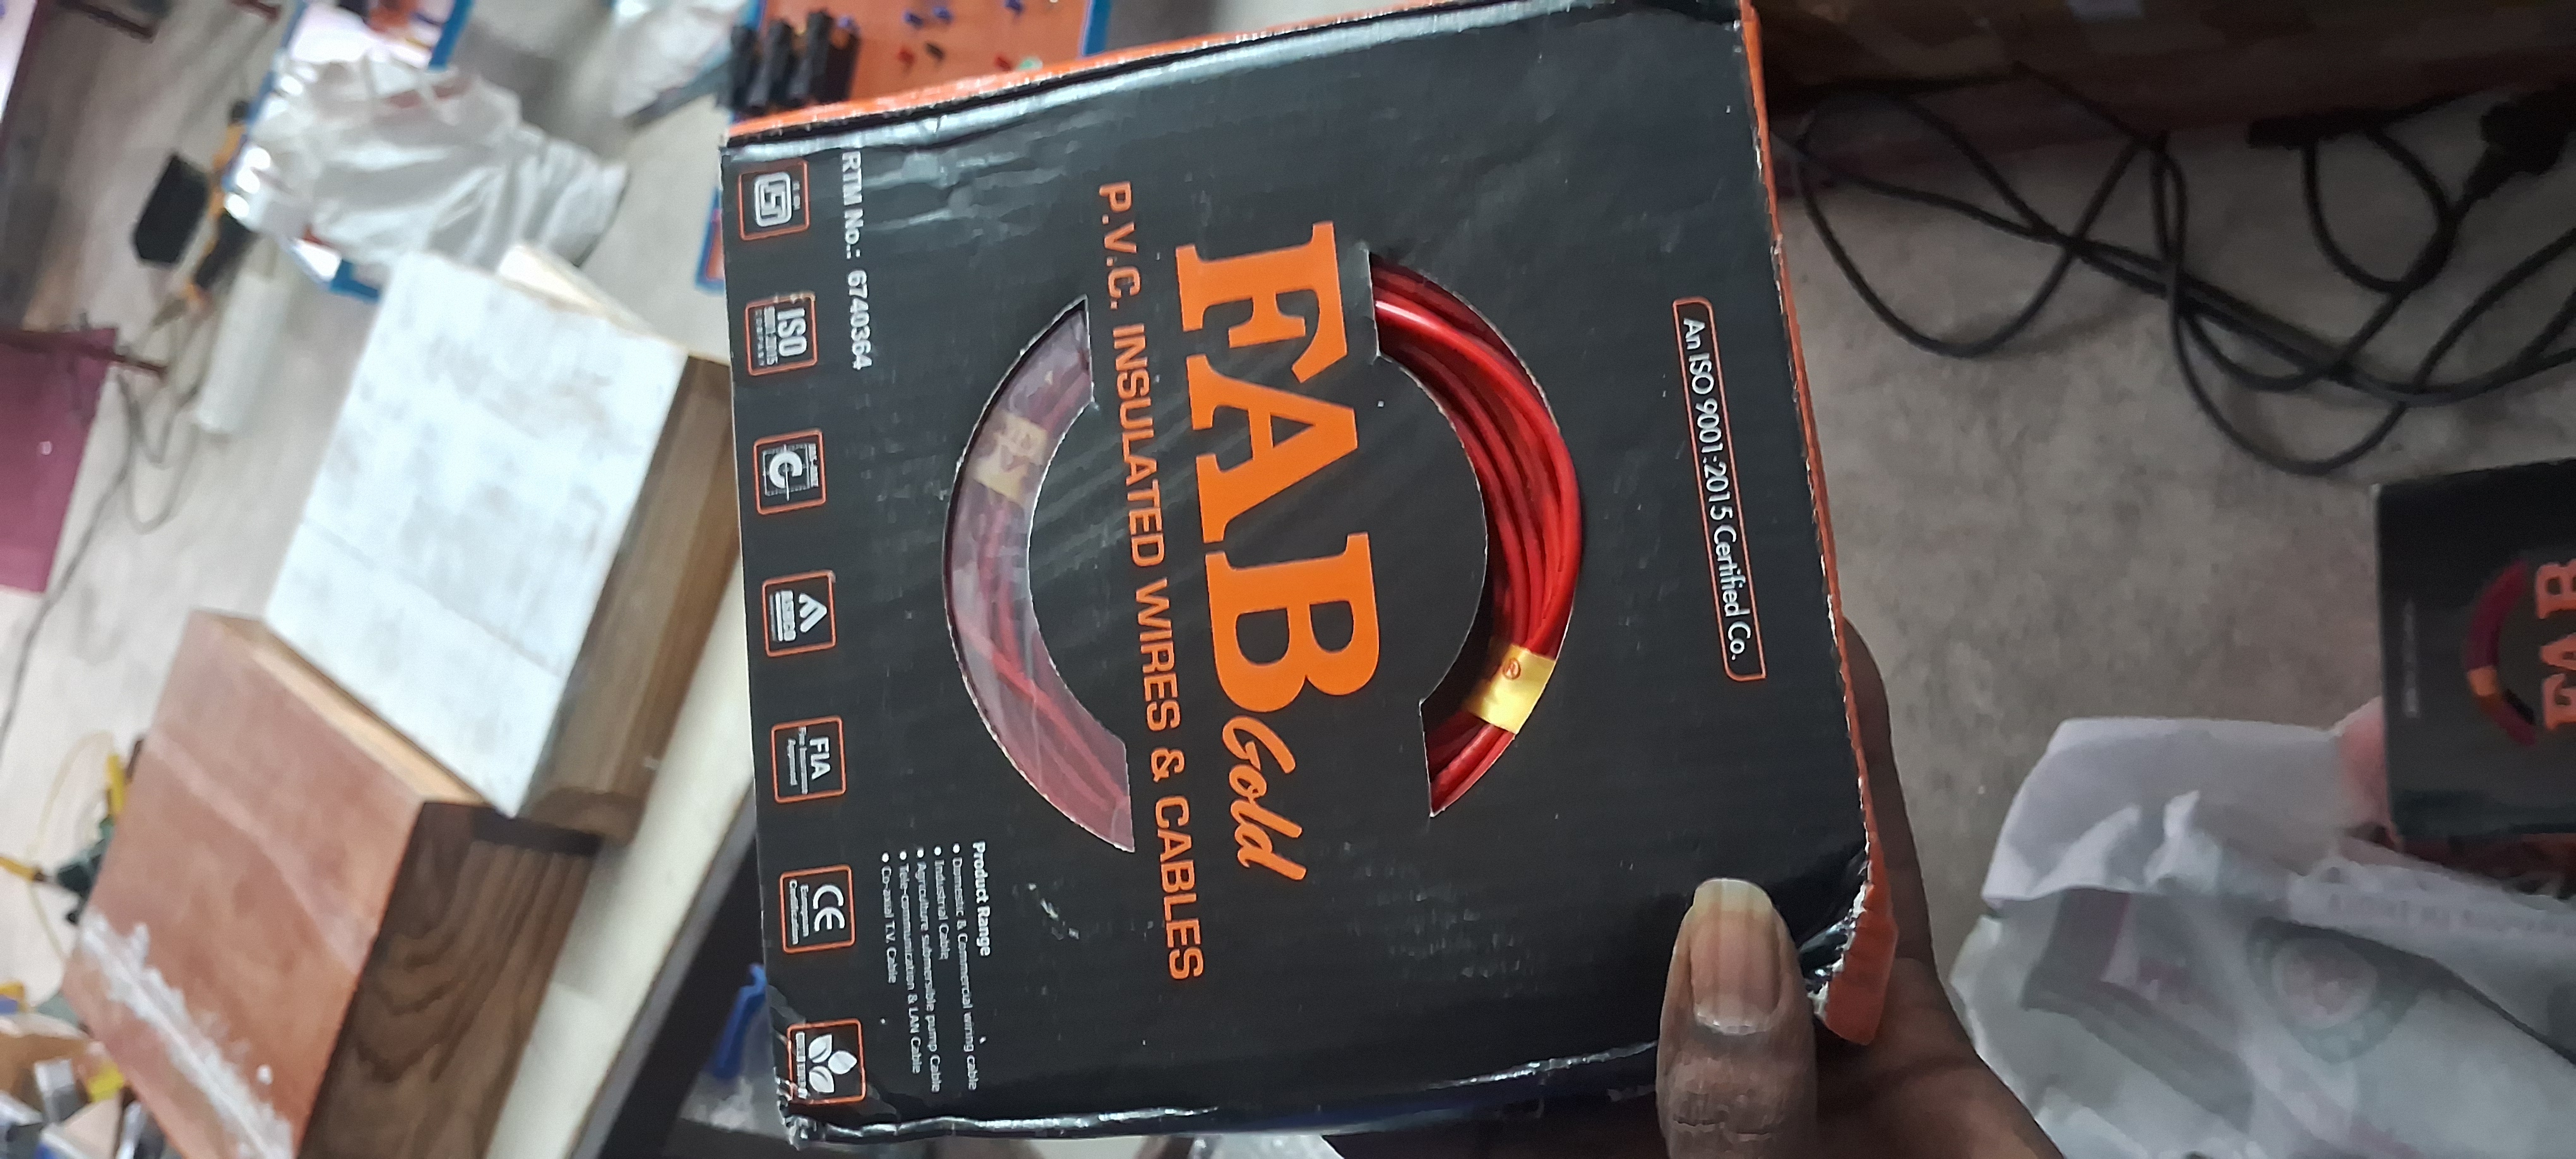 An ISO 9001:2015 Certified Co.
FAB Gold
P.V.C. INSULATED WIRES & CABLES
Product Range
• Domestic & Commercial wiring cable
• Industrial Cable
• Agriculture submersible pump Cable
• Tele-communication & LAN Cable
• Co-axial T.V. Cable
RTM No.: 6740364
ISO
FIA
CE
FAB